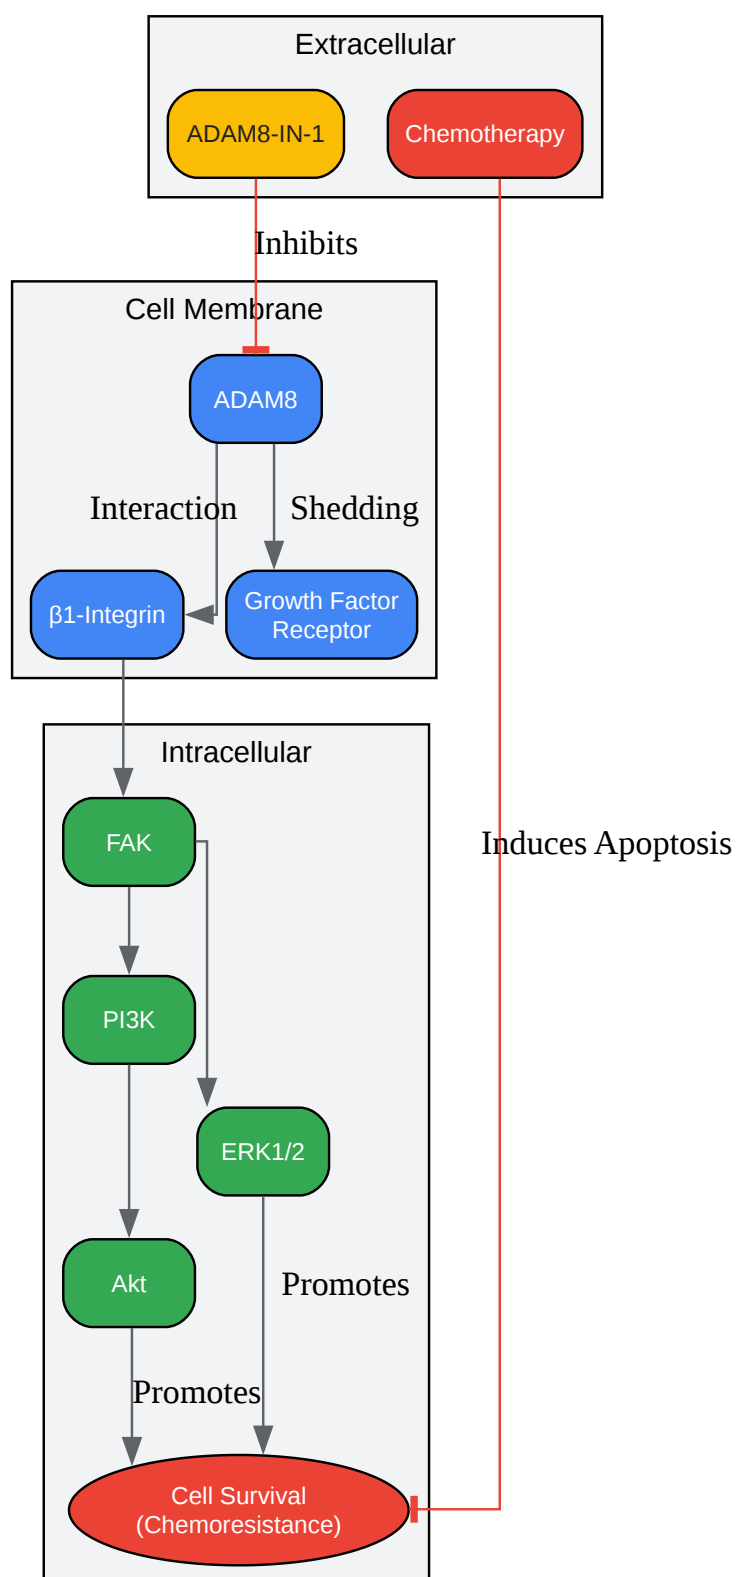 Extracellular
ADAM8-IN-1
Chemotherapy
Inhibits
Cell Membrane
ADAM8
Interaction
Shedding
β1-Integrin
Growth Factor
Receptor
Intracellular
FAK
Induces Apoptosis
PI3K
ERK1/2
Akt
Promotes
Promotes
Cell Survival
(Chemoresistance)